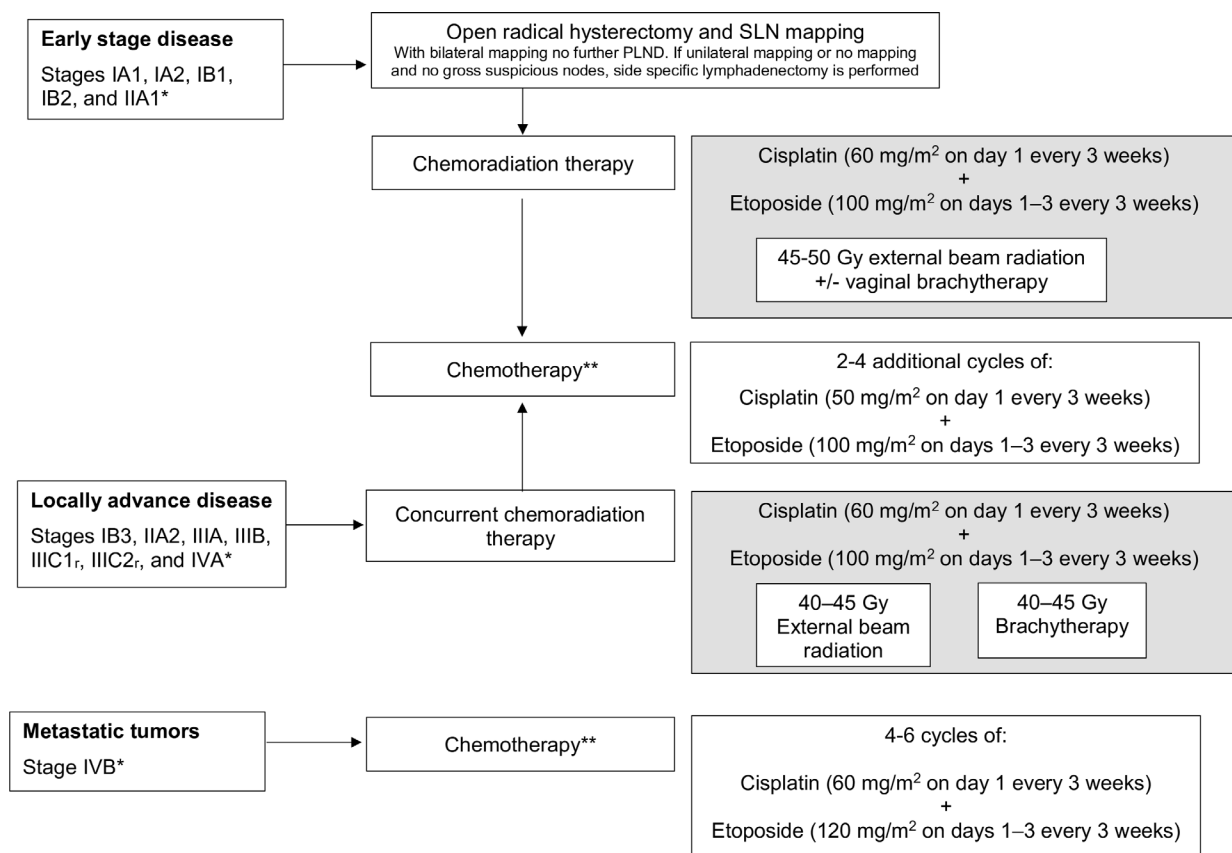 Early stage disease
Stages IA1, IA2, IB1,
IB2, and IIA1*
Open radical hysterectomy and SLN mapping
With bilateral mapping no further PLND. If unilateral mapping or no mapping
and no gross suspicious nodes, side specific lymphadenectomy is performed
Chemoradiation therapy
Cisplatin (60 mg/m² on day 1 every 3 weeks)
+
Etoposide (100 mg/m² on days 1–3 every 3 weeks)
45-50 Gy external beam radiation
+/- vaginal brachytherapy
Chemotherapy**
2-4 additional cycles of:
Cisplatin (50 mg/m² on day 1 every 3 weeks)
+
Etoposide (100 mg/m² on days 1–3 every 3 weeks)
Locally advance disease
Stages IB3, IIA2, IIIA, IIIB,
IIIC1r, IIIC2r, and IVA*
Concurrent chemoradiation
therapy
Cisplatin (60 mg/m² on day 1 every 3 weeks)
+
Etoposide (100 mg/m² on days 1–3 every 3 weeks)
40–45 Gy
External beam
radiation
40–45 Gy
Brachytherapy
Metastatic tumors
Stage IVB*
Chemotherapy**
4-6 cycles of:
Cisplatin (60 mg/m² on day 1 every 3 weeks)
+
Etoposide (120 mg/m² on days 1–3 every 3 weeks)